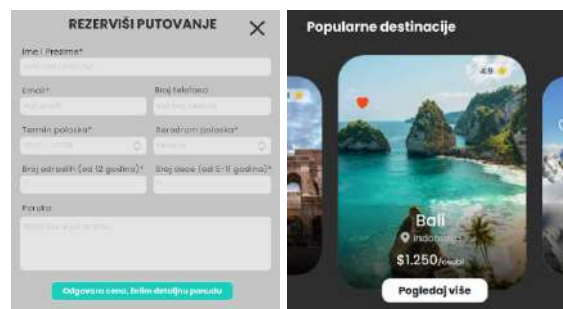 REZERVIŠI PUTOVANJE
Ime i Prezime*
Email*
Broj telefona
Termin polaska*
Aerodrom polaska*
Broj odraslih (od 12 godina)*
Broj dece (od 5-11 godina)*
Poruka
Odgovara cena, želim detaljnu ponudu
Popularne destinacije
4.9
Bali
$1.250/osobi
Pogledaj više